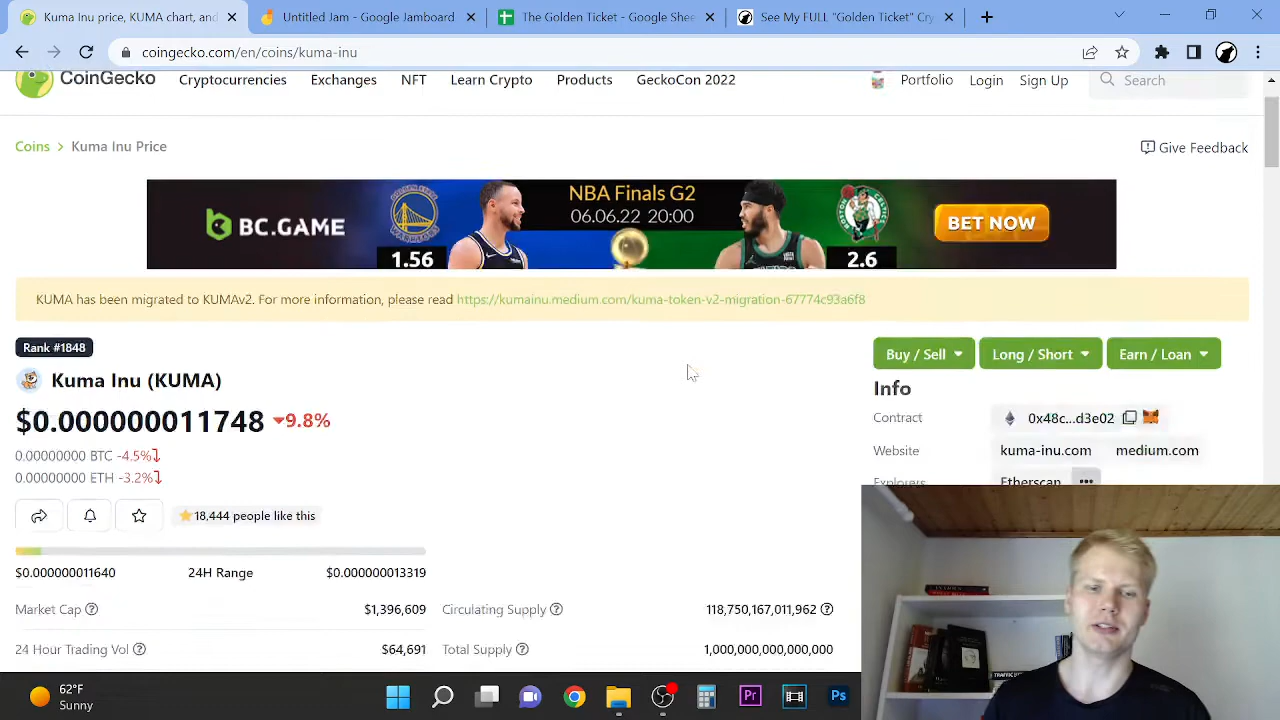 Kuma Inu (KUMA) price chart, and
Untitled - Google Jamboard
The Golden Ticket - Google She
See My FULL "Golden Ticket" Cry
coingecko.com/en/coins/kuma-inu
CoinGecko
Cryptocurrencies
Exchanges
NFT
Learn Crypto
Products
GeckoCon 2022
Portfolio
Login
Sign Up
Search
Coins > Kuma Inu Price
Give Feedback
BC.GAME
NBA Finals G2
06.06.22 20:00
1.56
2.6
BET NOW
KUMA has been migrated to KUMAv2. For more information, please read https://kumainu.medium.com/kuma-token-v2-migration-67774c93a6f8
Rank #1848
Kuma Inu (KUMA)
$0.000000011748 9.8%
0.00000000 BTC -4.5%
0.00000000 ETH -3.2%
18,444 people like this
$0.000000011640 24H Range $0.000000013319
Market Cap $1,396,609
Circulating Supply 118,750,167,011,962
24 Hour Trading Vol $64,691
Total Supply 1,000,000,000,000,000
Buy / Sell
Long / Short
Earn / Loan
Info
Contract 0x48c...d3e02
Website kuma-inu.com medium.com
Explorers Etherscan
62°F
Sunny
Pr
Ps